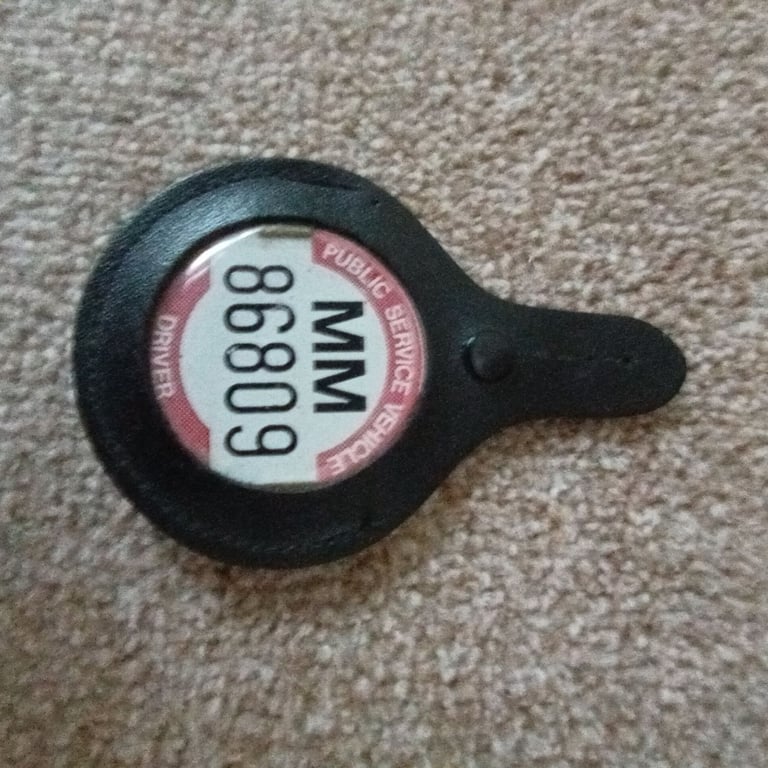 PUBLIC SERVICE VEHICLE
MM
86809
DRIVER